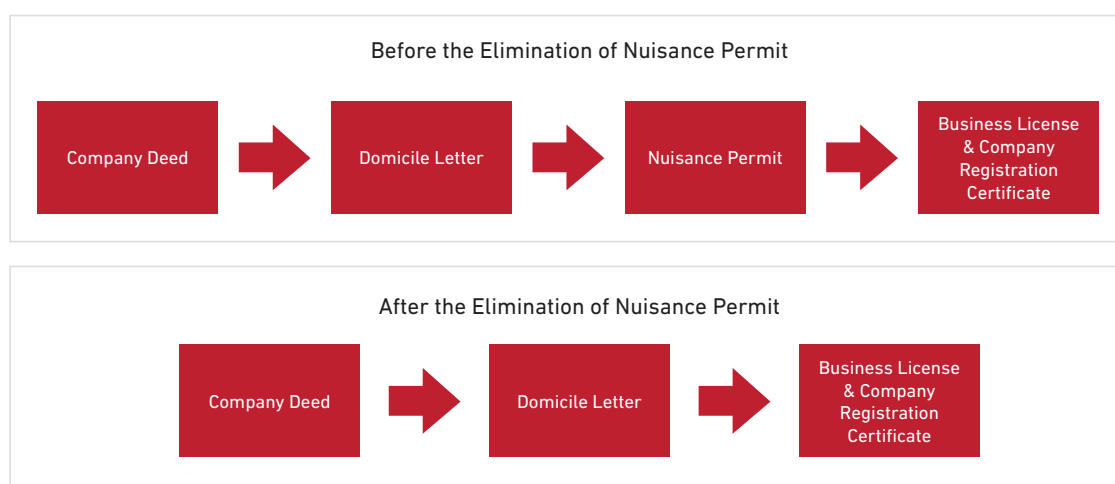 Before the Elimination of Nuisance Permit
Company Deed
Domicile Letter
Nuisance Permit
Business License
& Company
Registration
Certificate
After the Elimination of Nuisance Permit
Company Deed
Domicile Letter
Business License
& Company
Registration
Certificate